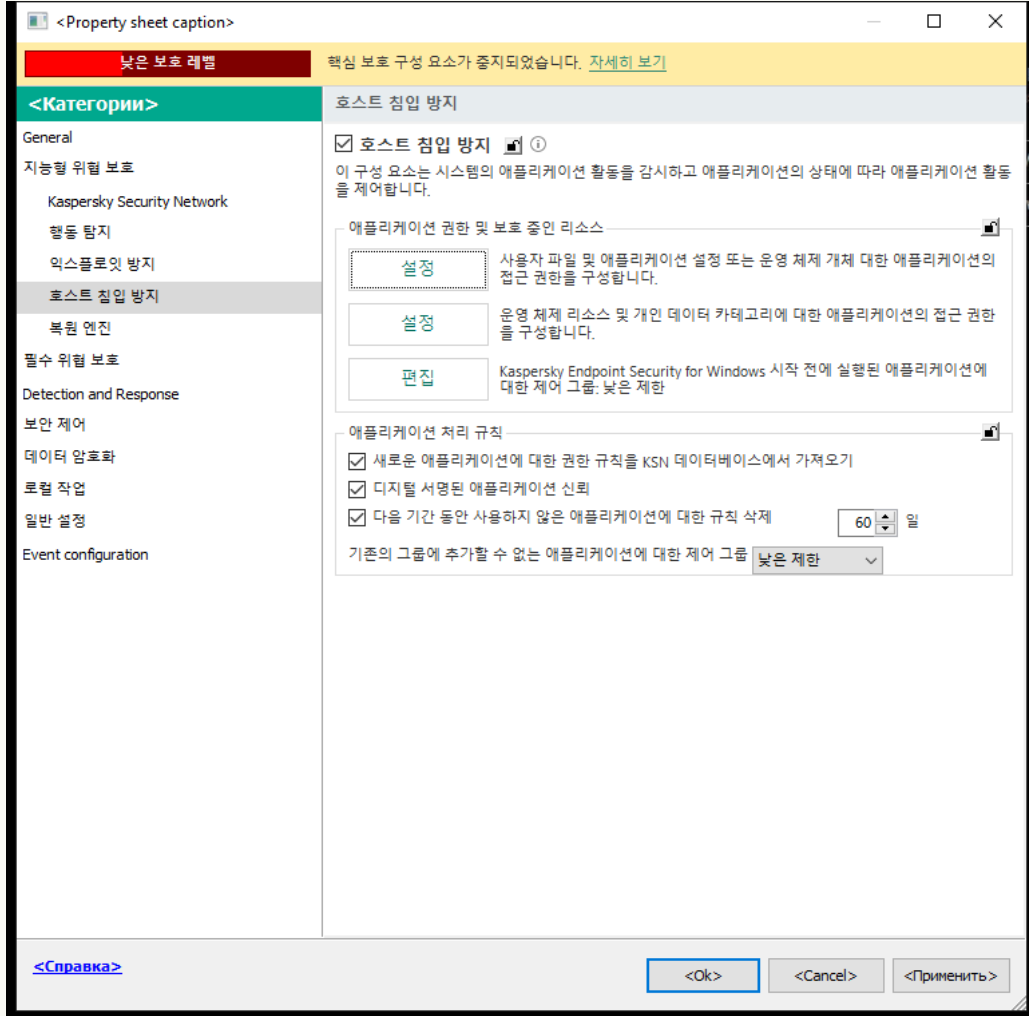 <Property sheet caption>
낮은 보호 레벨
핵심 보호 구성 요소가 중지되었습니다. 자세히 보기
<Категории>
호스트 침입 방지
General
지능형 위협 보호
Kaspersky Security Network
행동 탐지
익스플로잇 방지
호스트 침입 방지
복원 엔진
필수 위협 보호
Detection and Response
보안 제어
데이터 암호화
로컬 작업
일반 설정
Event configuration
호스트 침입 방지
이 구성 요소는 시스템의 애플리케이션 활동을 감시하고 애플리케이션의 상태에 따라 애플리케이션 활동
을 제어합니다.
애플리케이션 권한 및 보호 중인 리소스
설정
사용자 파일 및 애플리케이션 설정 또는 운영 체제 개체 대한 애플리케이션의
접근 권한을 구성합니다.
설정
운영 체제 리소스 및 개인 데이터 카테고리에 대한 애플리케이션의 접근 권한
을 구성합니다.
편집
Kaspersky Endpoint Security for Windows 시작 전에 실행된 애플리케이션에
대한 제어 그룹: 낮은 제한
애플리케이션 처리 규칙
새로운 애플리케이션에 대한 권한 규칙을 KSN 데이터베이스에서 가져오기
디지털 서명된 애플리케이션 신뢰
다음 기간 동안 사용하지 않은 애플리케이션에 대한 규칙 삭제 60 일
기존의 그룹에 추가할 수 없는 애플리케이션에 대한 제어 그룹 낮은 제한
<Справка>
<Ok> <Cancel> <Применить>